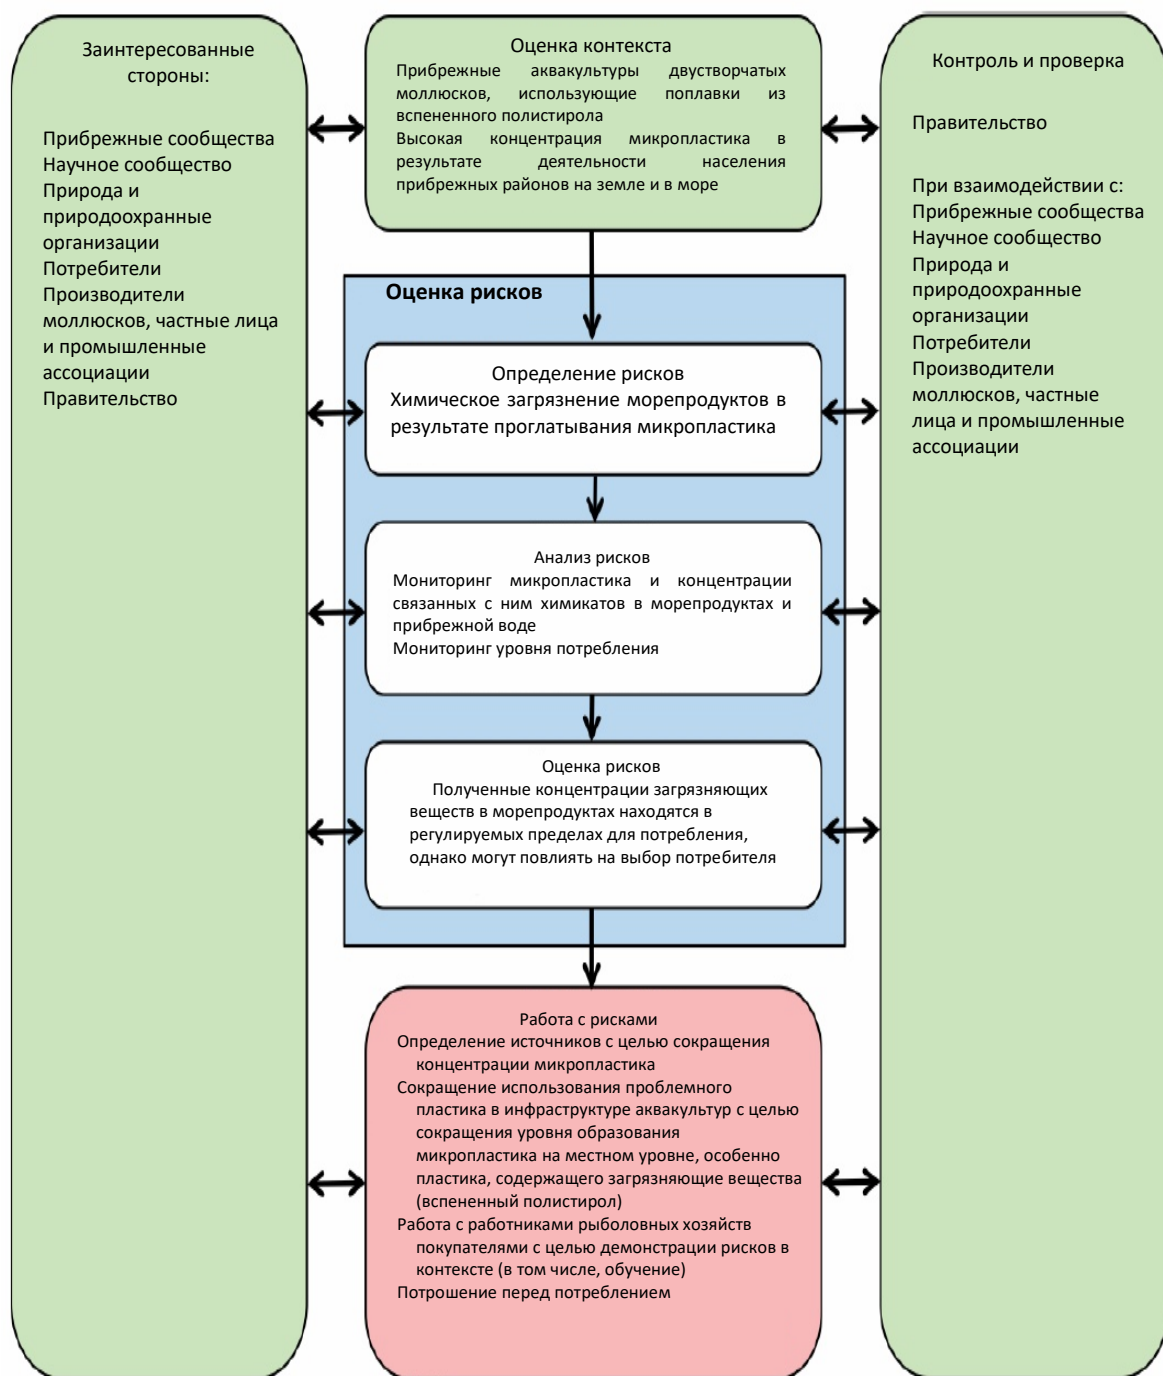 Заинтересованные
стороны:
Прибрежные сообщества
Научное сообщество
Природа и
природоохранные
организации
Потребители
Производители
моллюсков, частные лица
и промышленные
ассоциации
Правительство
Оценка контекста
Прибрежные аквакультуры двустворчатых
моллюсков, использующие поплавки из
вспененного полистирола
Высокая концентрация микропластика в
результате деятельности населения
прибрежных районов на земле и в море
Оценка рисков
Определение рисков
Химическое загрязнение морепродуктов в
результате проглатывания микропластика
Анализ рисков
Мониторинг микропластика и концентрации
связанных с ним химикатов в морепродуктах и
прибрежной воде
Мониторинг уровня потребления
Оценка рисков
Полученные концентрации загрязняющих
веществ в морепродуктах находятся в
регулируемых пределах для потребления,
однако могут повлиять на выбор потребителя
Работа с рисками
Определение источников с целью сокращения
концентрации микропластика
Сокращение использования проблемного
пластика в инфраструктуре аквакультур с целью
сокращения уровня образования
микропластика на местном уровне, особенно
пластика, содержащего загрязняющие вещества
(вспененный полистирол)
Работа с работниками рыболовных хозяйств
покупателями с целью демонстрации рисков в
контексте (в том числе, обучение)
Потрошение перед потреблением
Контроль и проверка
Правительство
При взаимодействии с:
Прибрежные сообщества
Научное сообщество
Природа и
природоохранные
организации
Потребители
Производители
моллюсков, частные
лица и промышленные
ассоциации